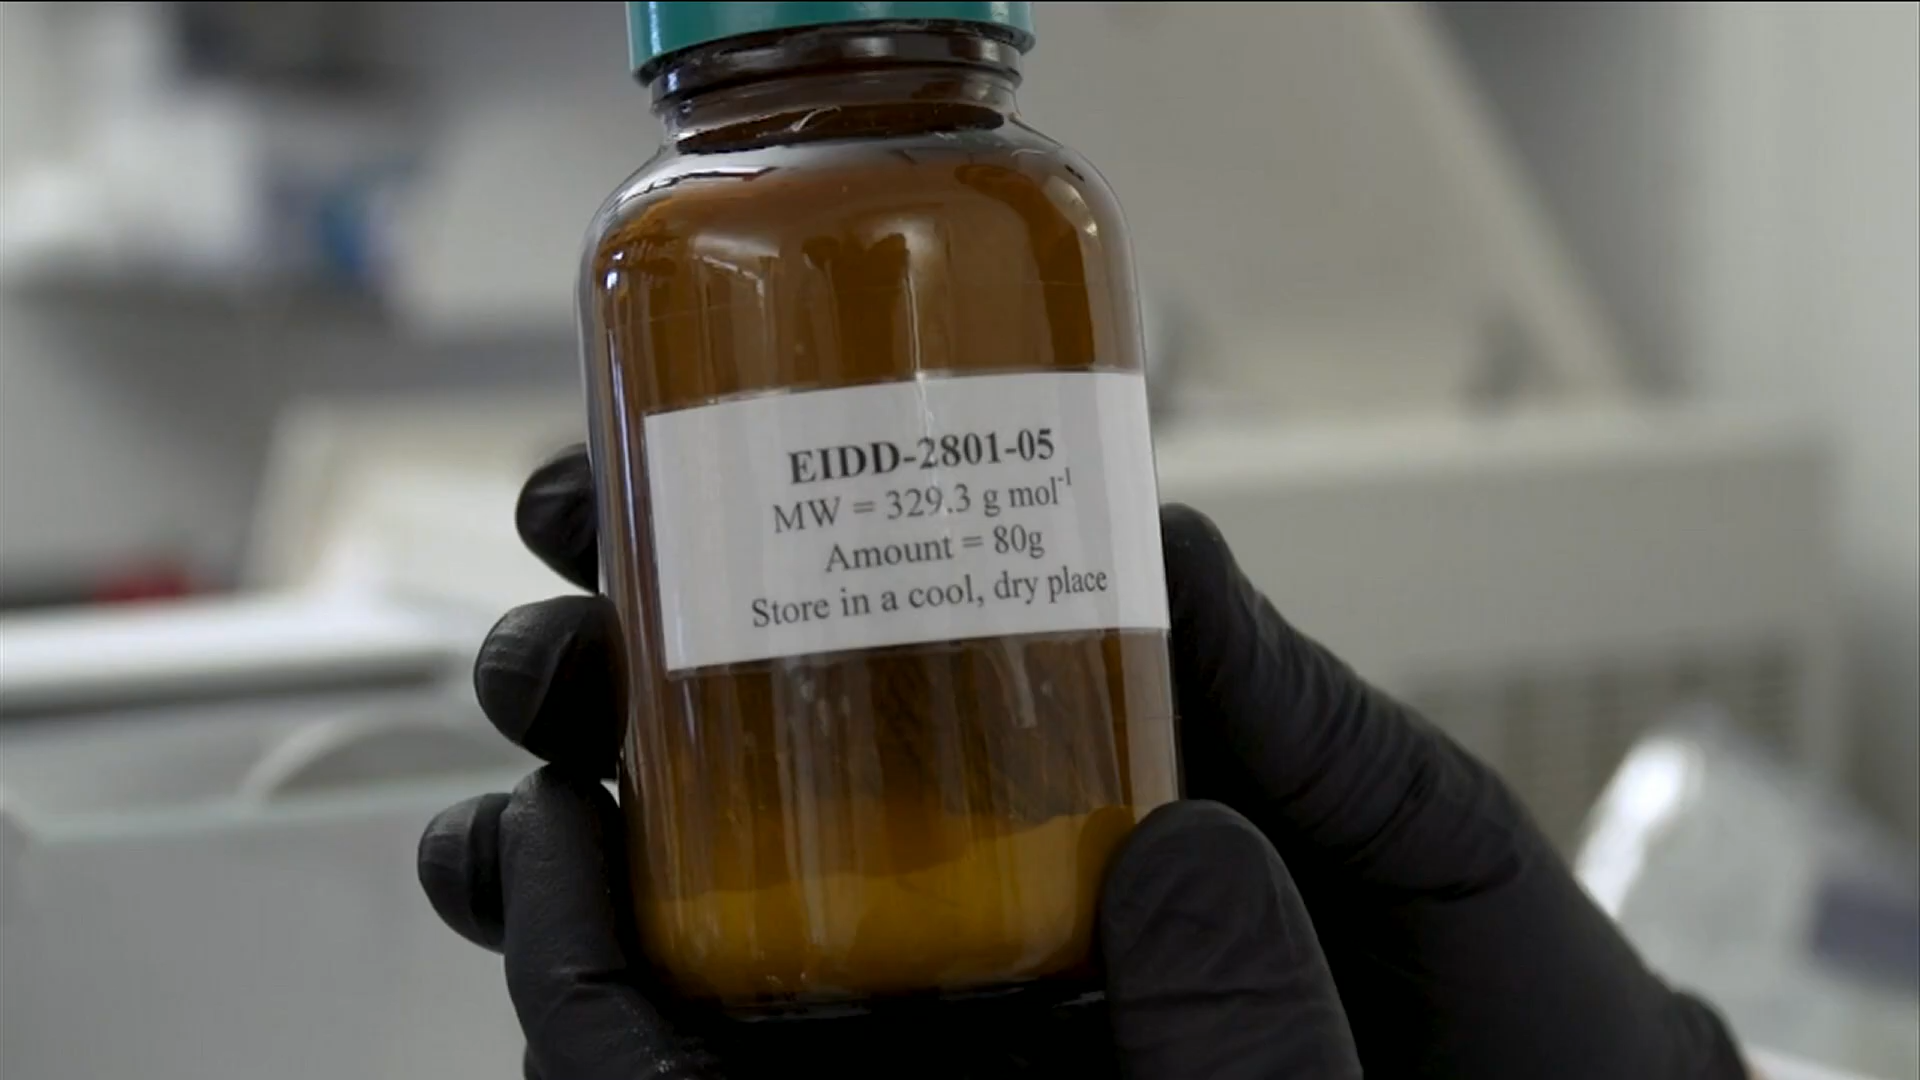 EIDD-2801-05
MW = 329.3 g mol⁻¹
Amount = 80g
Store in a cool, dry place